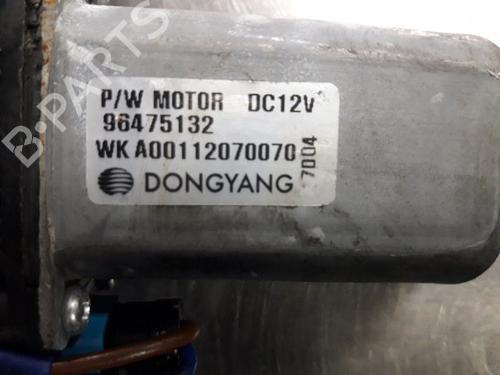 P/W MOTOR DC12V
96475132
WK A00112070070
7004
DONGYANG
B-PARTS